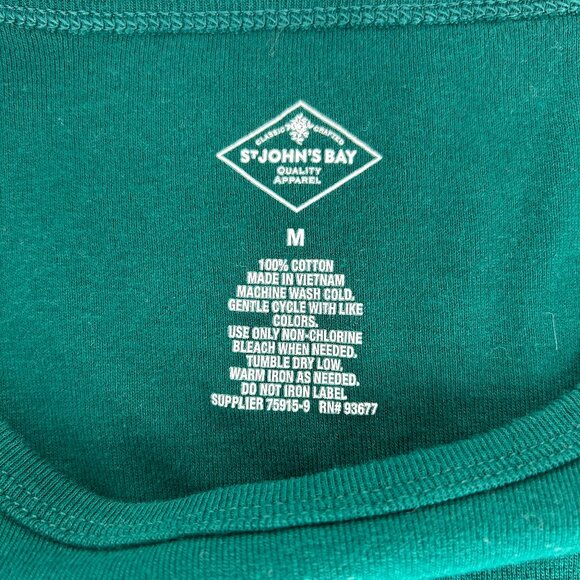 CLASSIC CRAFTED
ST JOHN'S BAY
QUALITY
APPAREL
M
100% COTTON
MADE IN VIETNAM
MACHINE WASH COLD,
GENTLE CYCLE WITH LIKE
COLORS.
USE ONLY NON-CHLORINE
BLEACH WHEN NEEDED.
TUMBLE DRY LOW,
WARM IRON AS NEEDED.
DO NOT IRON LABEL
SUPPLIER 75915-9 RN# 93677